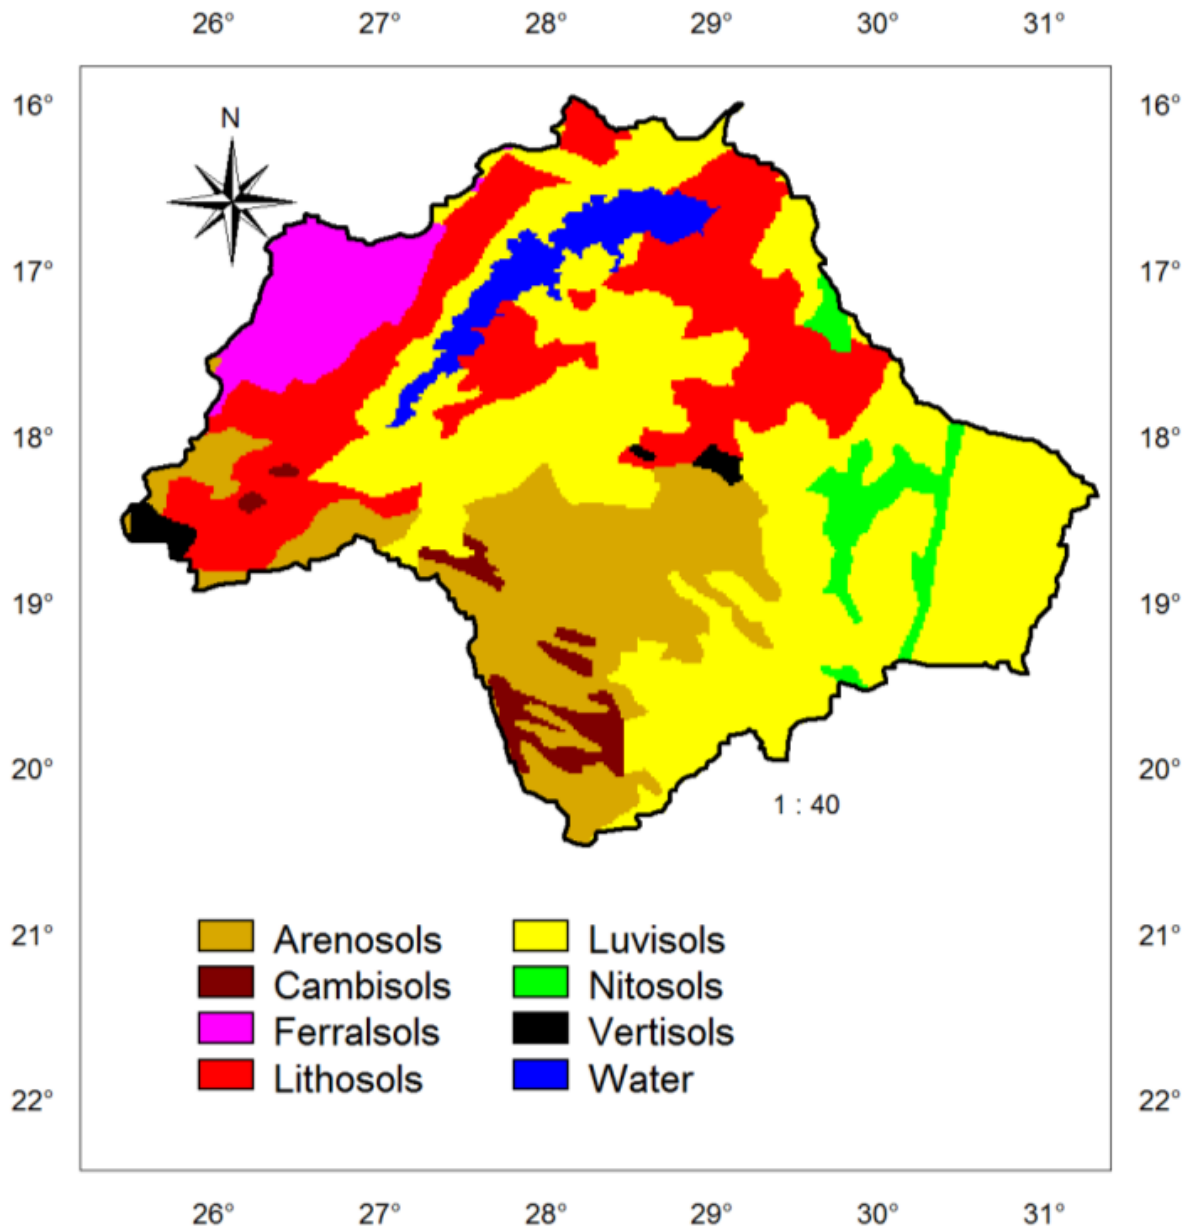 26° 27° 28° 29° 30° 31°
16° 16°
N
17° 17°
18° 18°
19° 19°
20° 20°
1 : 40
21° 21°
Arenosols Luvisols
Cambisols Nitosols
Ferralsols Vertisols
Lithosols Water
22° 22°
26° 27° 28° 29° 30° 31°